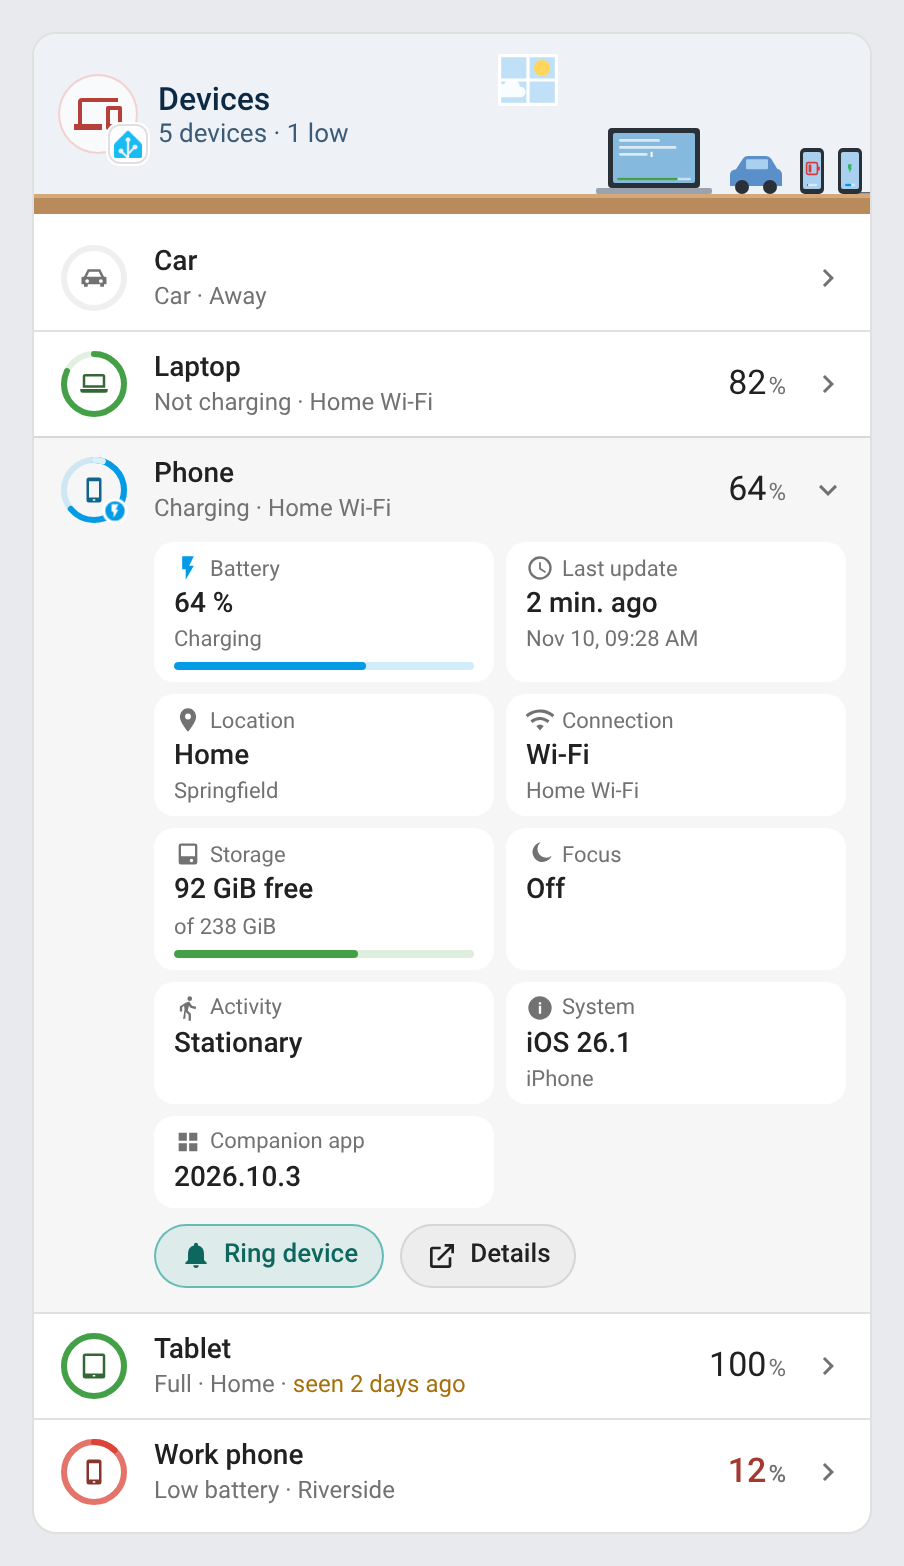 Devices
5 devices · 1 low
Car
Car · Away
Laptop
Not charging · Home Wi-Fi
82%
Phone
Charging · Home Wi-Fi
64%
Battery
64 %
Charging
Last update
2 min. ago
Nov 10, 09:28 AM
Location
Home
Springfield
Connection
Wi-Fi
Home Wi-Fi
Storage
92 GiB free
of 238 GiB
Focus
Off
Activity
Stationary
System
iOS 26.1
iPhone
Companion app
2026.10.3
Ring device
Details
Tablet
Full · Home · seen 2 days ago
100%
Work phone
Low battery · Riverside
12%